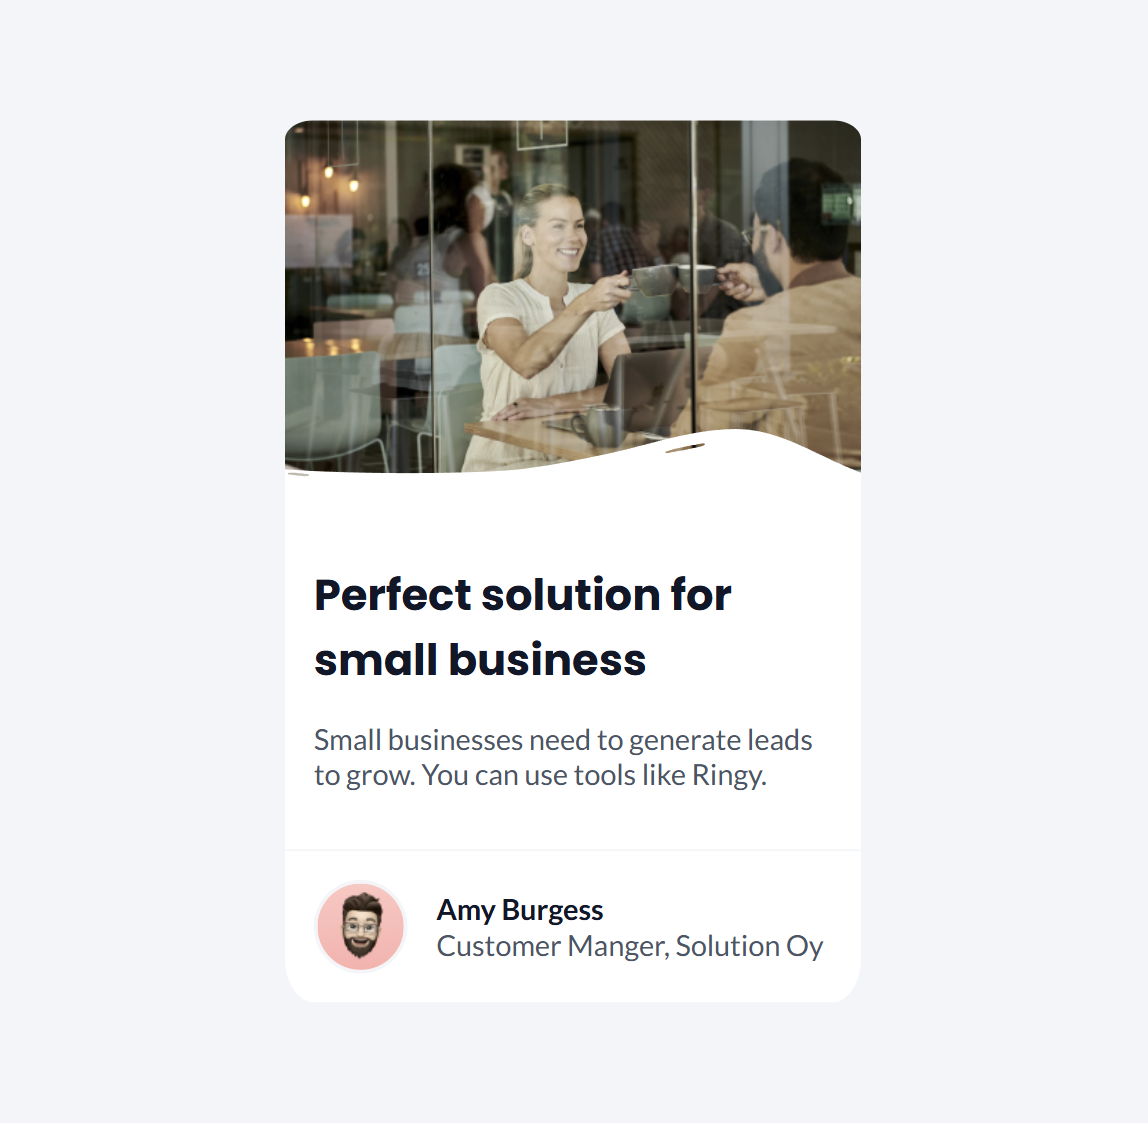 25
Perfect solution for
small business
Small businesses need to generate leads
to grow. You can use tools like Ringy.
Amy Burgess
Customer Manger, Solution Oy